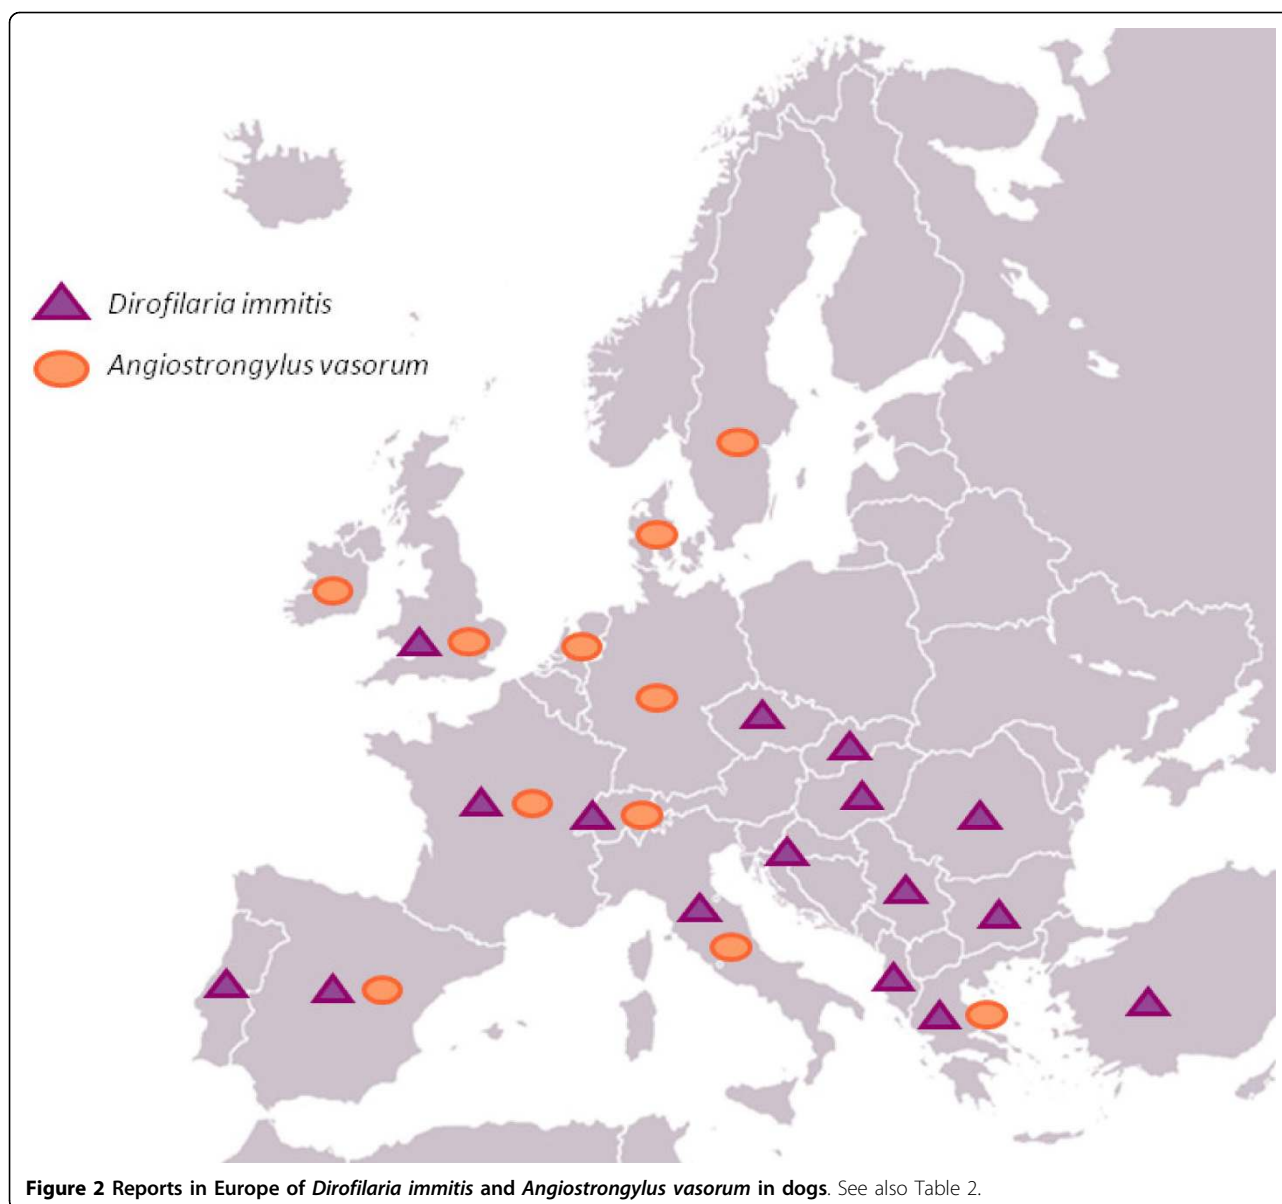 Dirofilaria immitis
Angiostrongylus vasorum
Figure 2 Reports in Europe of Dirofilaria immitis and Angiostrongylus vasorum in dogs. See also Table 2.